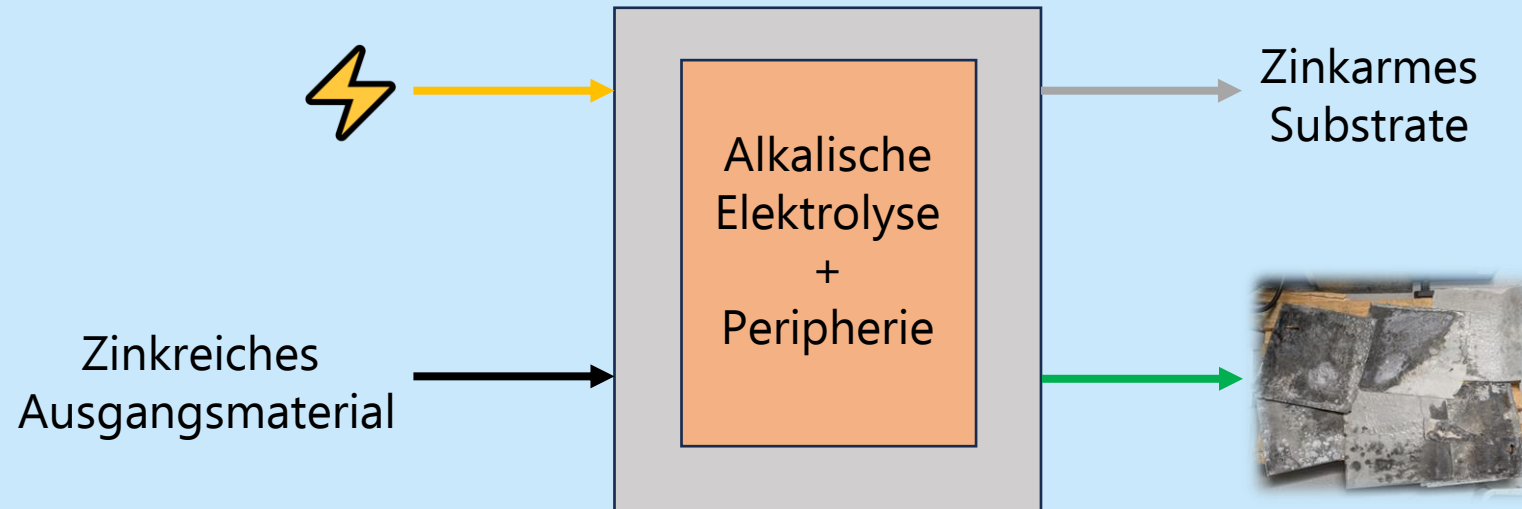 Zinkarmes
Substrate
Alkalische
Elektrolyse
+
Peripherie
Zinkreiches
Ausgangsmaterial